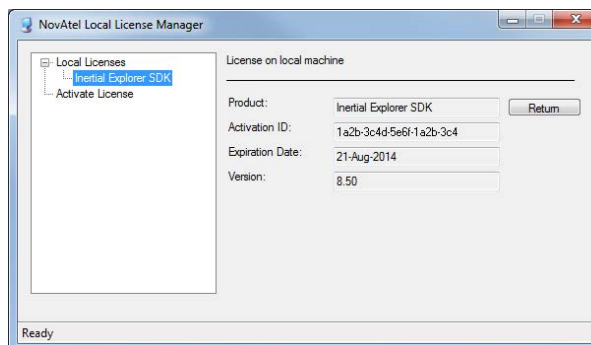 NovAtel Local License Manager
Local Licenses
Inertial Explorer SDK
Activate License
License on local machine
Product: Inertial Explorer SDK Return
Activation ID: 1a2b-3c4d-5e6f-1a2b-3c4
Expiration Date: 21-Aug-2014
Version: 8.50
Ready